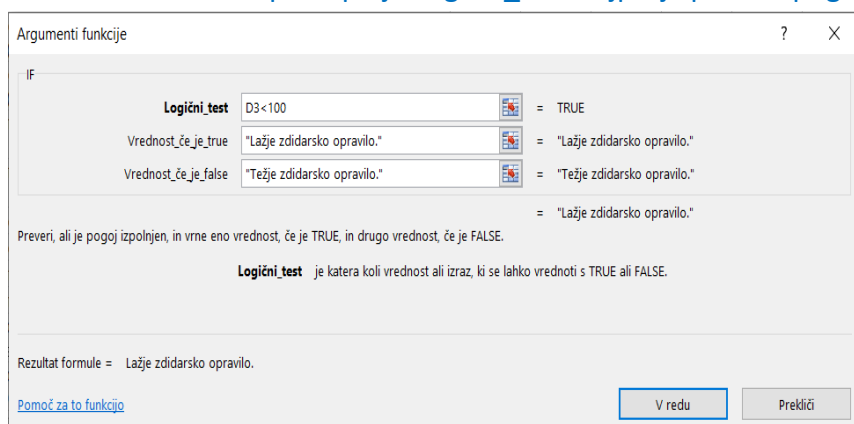 Argumenti funkcije ? X
IF
Logični_test D3<100 = TRUE
Vrednost_če_je_true "Lažje zdidarsko opravilo." = "Lažje zdidarsko opravilo."
Vrednost_če_je_false "Težje zdidarsko opravilo." = "Težje zdidarsko opravilo."
= "Lažje zdidarsko opravilo."
Preveri, ali je pogoj izpolnjen, in vrne eno vrednost, če je TRUE, in drugo vrednost, če je FALSE.
Logični_test je katera koli vrednost ali izraz, ki se lahko vrednoti s TRUE ali FALSE.
Rezultat formule = Lažje zdidarsko opravilo.
Pomoč za to funkcijo V redu Prekliči